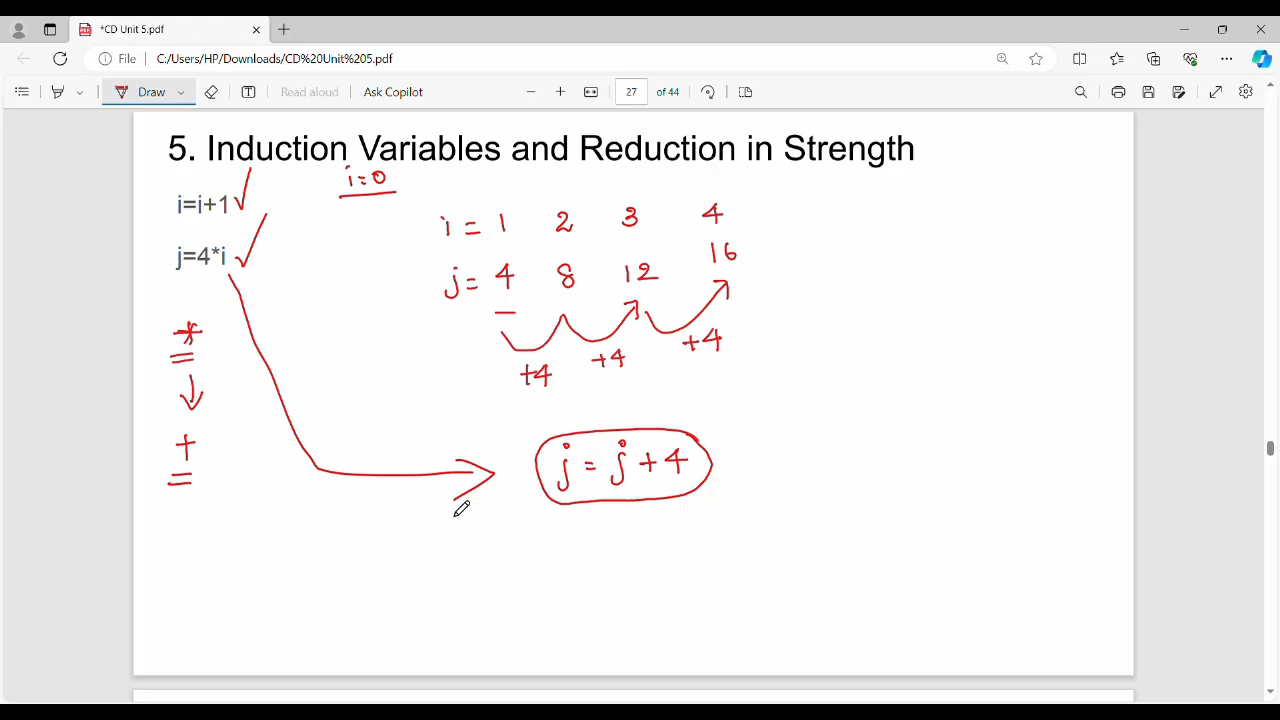 *CD Unit 5.pdf
File C:/Users/HP/Downloads/CD%20Unit%205.pdf
Draw Read aloud Ask Copilot 27 of 44
5. Induction Variables and Reduction in Strength
i=0
i=i+1
i = 1 2 3 4
j=4*i
j = 4 8 12 16
*
+4 +4 +4
+
j = j + 4